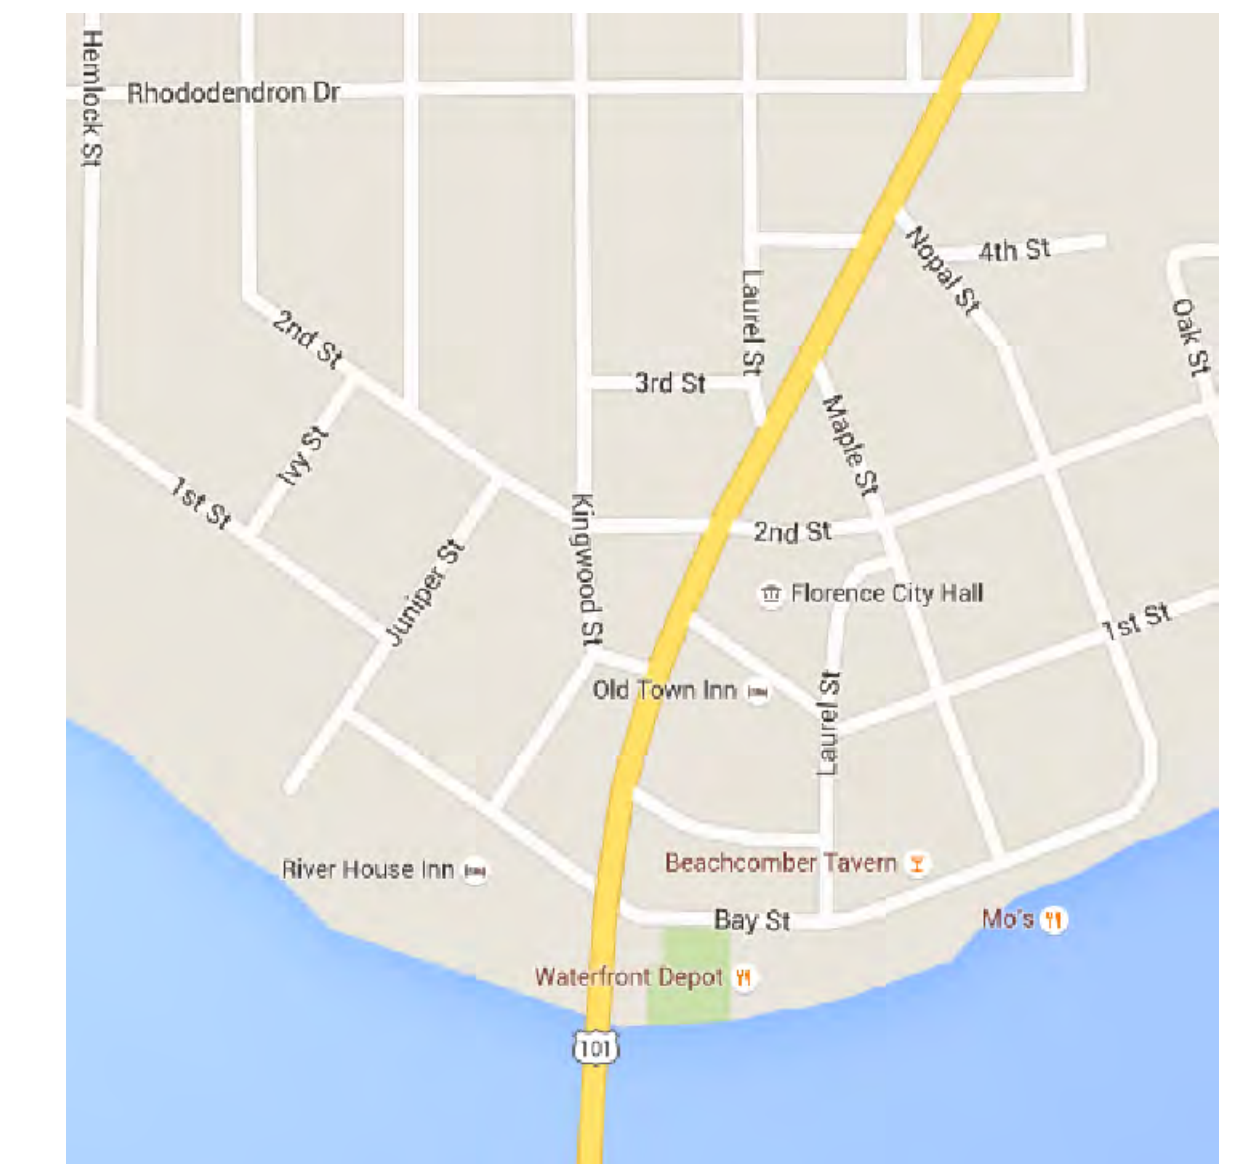 Hemlock St
Rhododendron Dr
Nopal St
4th St
Laurel St
Oak St
2nd St
3rd St
Maple St
Ivy St
1st St
Kingwood St
2nd St
Juniper St
Florence City Hall
1st St
Old Town Inn
Laurel St
Beachcomber Tavern
River House Inn
Bay St
Mo's
Waterfront Depot
101